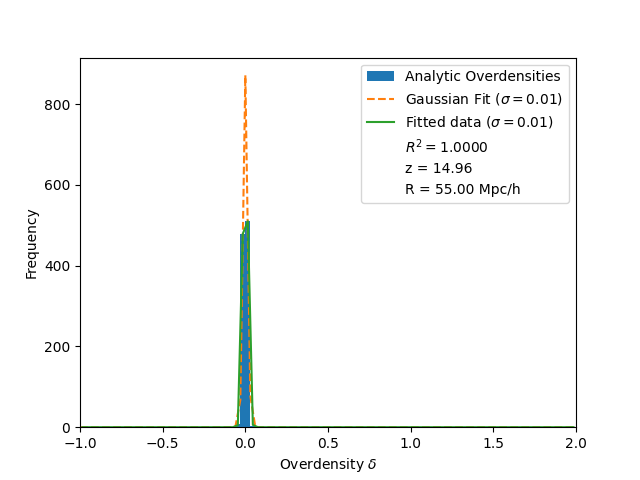 Analytic Overdensities
Gaussian Fit (σ = 0.01)
Fitted data (σ = 0.01)
R² = 1.0000
z = 14.96
R = 55.00 Mpc/h
800
600
400
200
0
Frequency
−1.0 −0.5 0.0 0.5 1.0 1.5 2.0
Overdensity δ